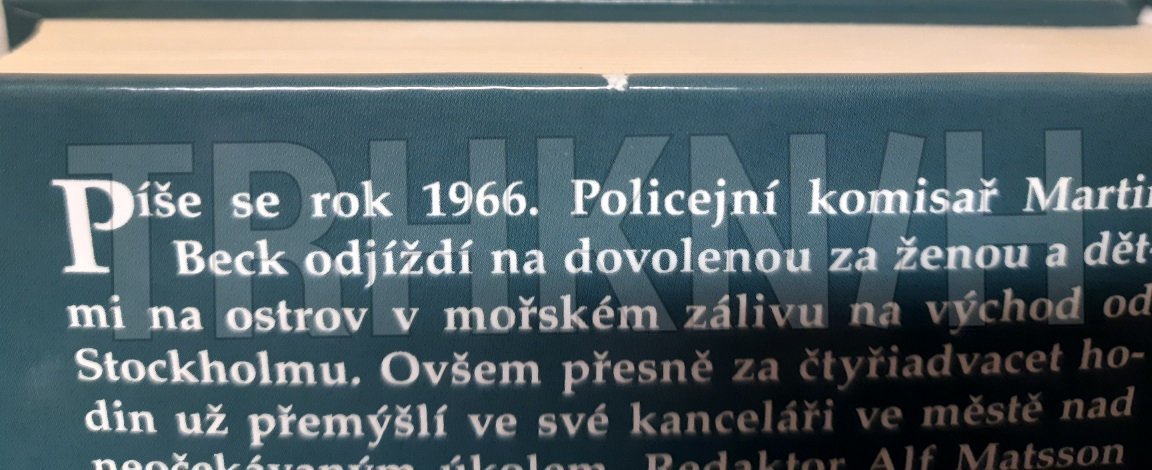 TRHKN/H
Píše se rok 1966. Policejní komisař Martin
Beck odjíždí na dovolenou za ženou a dět-
mi na ostrov v mořském zálivu na východ od
Stockholmu. Ovšem přesně za čtyřiadvacet ho-
din už přemýšlí ve své kanceláři ve městě nad
neočekávaným úkolem. Redaktor Alf Matsson